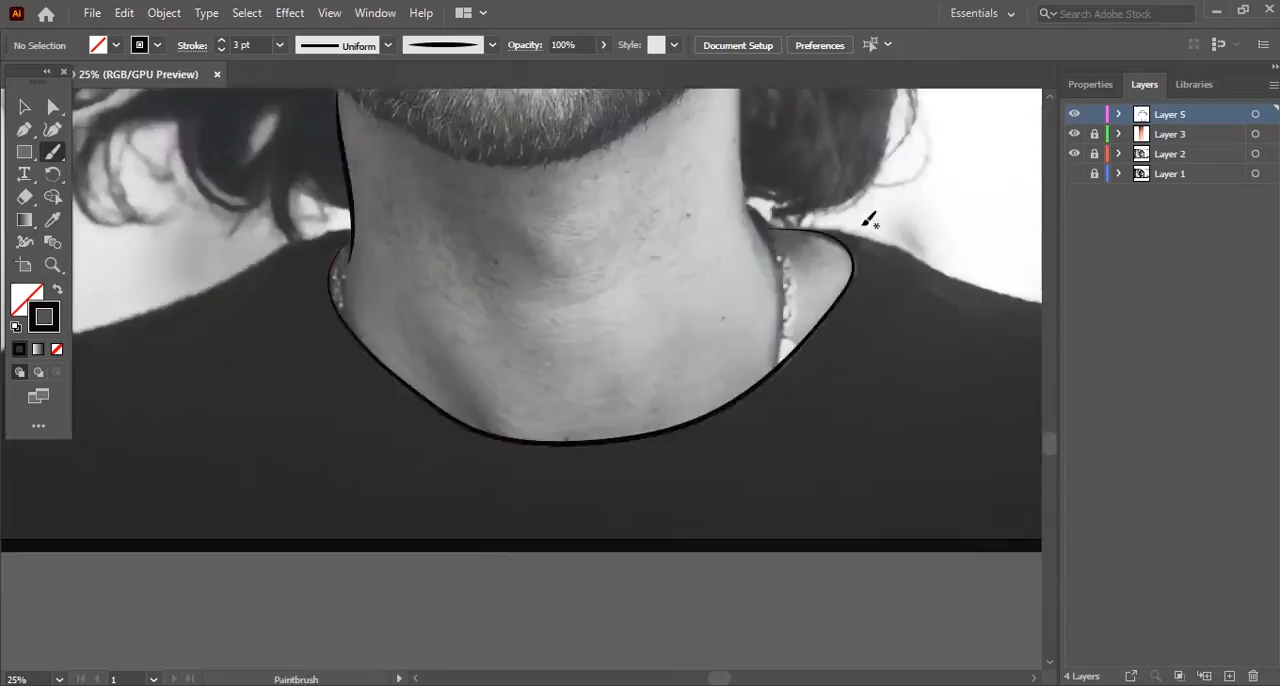 Ai File Edit Object Type Select Effect View Window Help Essentials Search Adobe Stock
No Selection Stroke: 3 pt Uniform Opacity: 100% Style: Document Setup Preferences
25% (RGB/GPU Preview) ×
Properties Layers Libraries
Layer 5
Layer 3
Layer 2
Layer 1
25% 1 Paintbrush 4 Layers